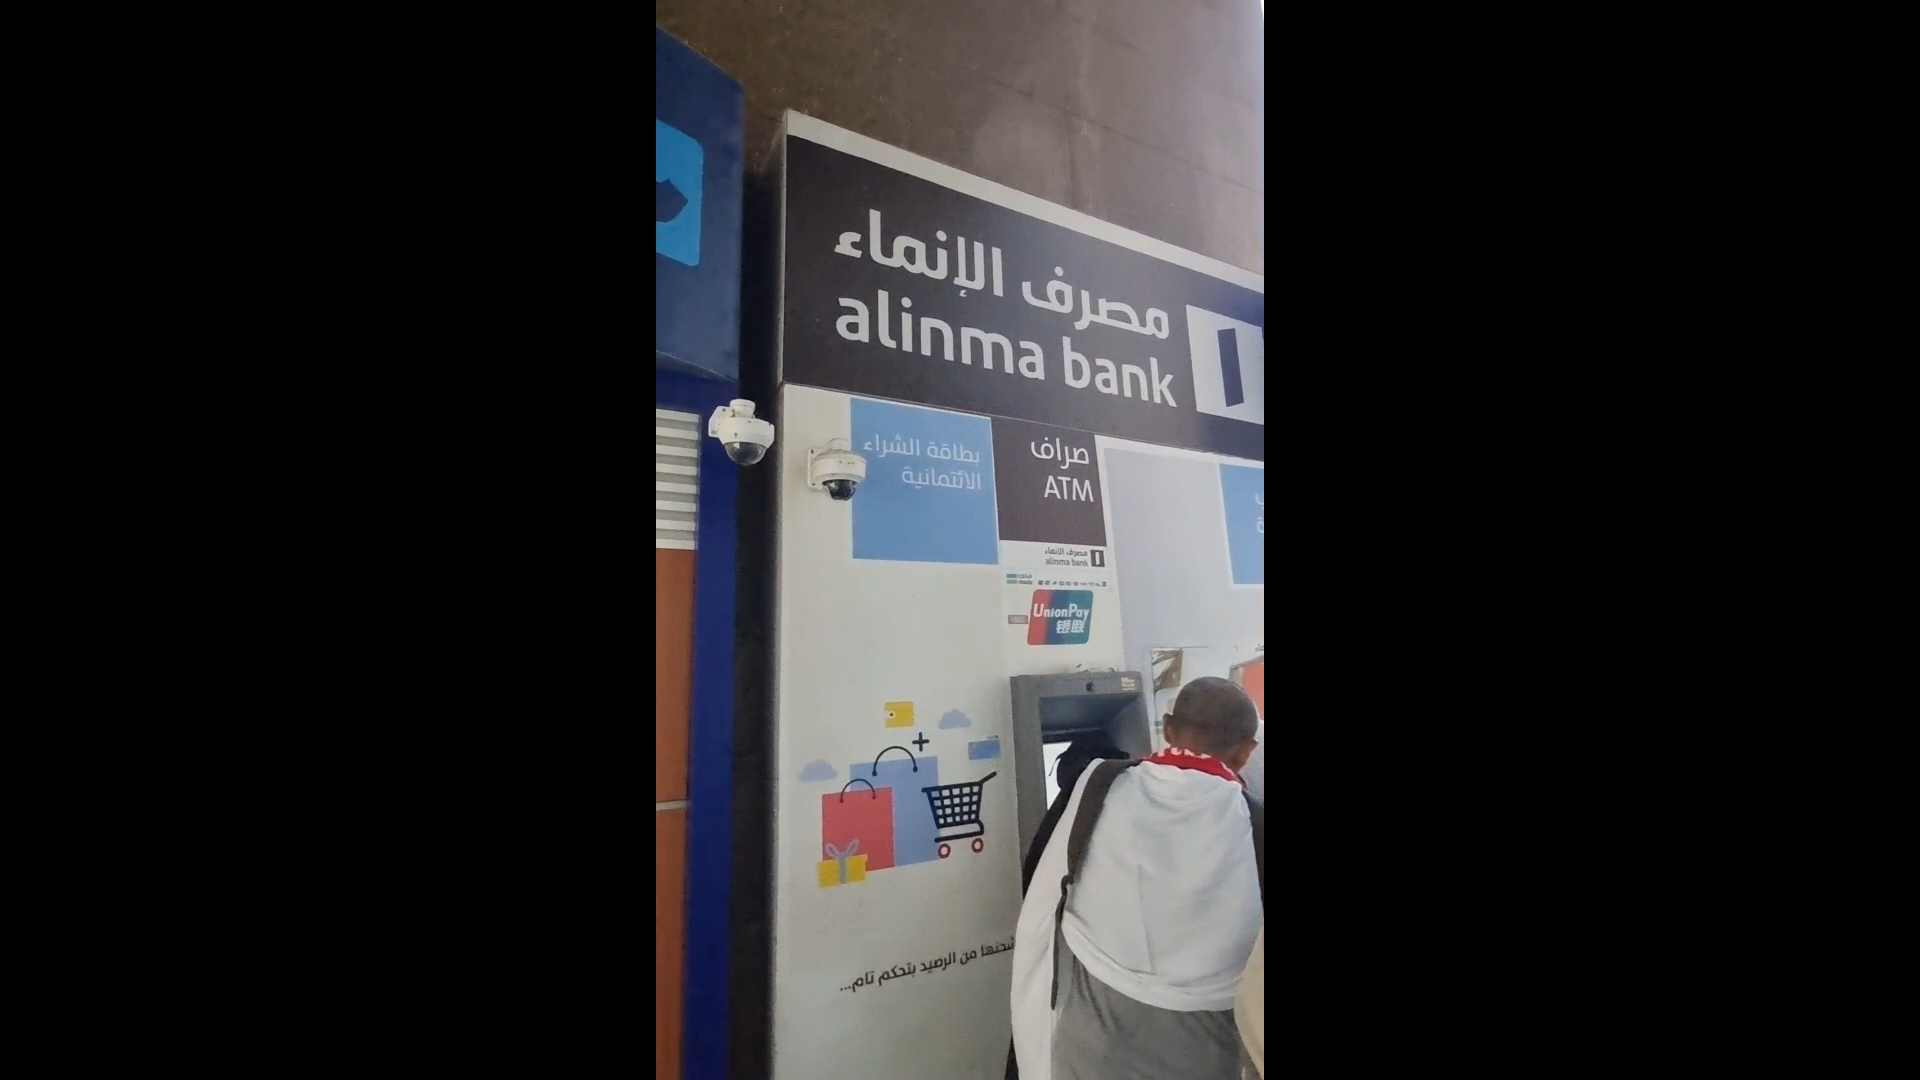 مصرف الإنماء
alinma bank
بطاقة الشراء
الائتمانية
صراف
ATM
مصرف الإنماء
alinma bank
mada
UnionPay
银联
من الرصيد بتحكم تام...